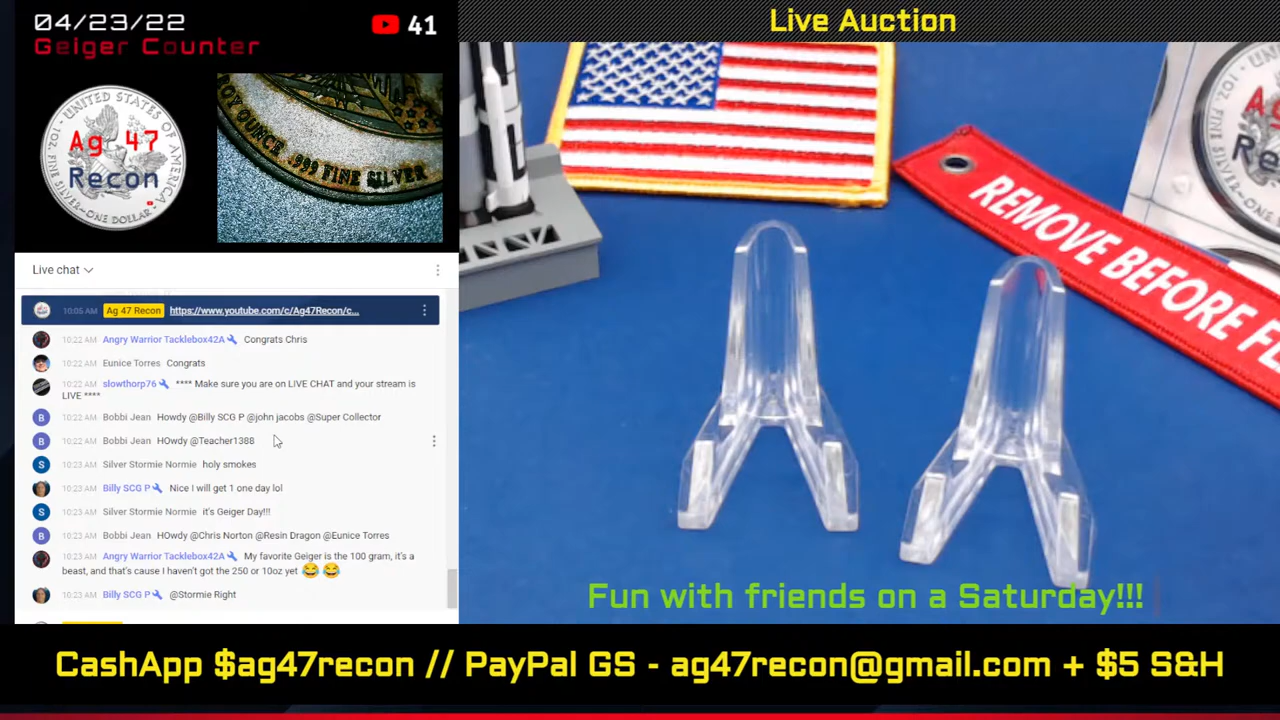 04/23/22
Geiger Counter
41
Live Auction
UNITED STATES OF AMERICA
1 OZ. FINE SILVER~ONE DOLLAR
Ag 47
Recon
OY OUNCE .999 FINE SILVER
REMOVE BEFORE FL
Recon
Live chat
10:05 AM Ag 47 Recon https://www.youtube.com/c/Ag47Recon/c...
10:22 AM Angry Warrior Tacklebox42A Congrats Chris
10:22 AM Eunice Torres Congrats
10:22 AM slowthorp76 **** Make sure you are on LIVE CHAT and your stream is
LIVE ****
B 10:22 AM Bobbi Jean Howdy @Billy SCG P @john jacobs @Super Collector
B 10:22 AM Bobbi Jean HOwdy @Teacher1388
S 10:23 AM Silver Stormie Normie holy smokes
10:23 AM Billy SCG P Nice I will get 1 one day lol
S 10:23 AM Silver Stormie Normie it's Geiger Day!!!
B 10:23 AM Bobbi Jean HOwdy @Chris Norton @Resin Dragon @Eunice Torres
10:23 AM Angry Warrior Tacklebox42A My favorite Geiger is the 100 gram, it's a
beast, and that's cause I haven't got the 250 or 10oz yet 😂 😂
10:23 AM Billy SCG P @Stormie Right
Fun with friends on a Saturday!!!
CashApp $ag47recon // PayPal GS - ag47recon@gmail.com + $5 S&H